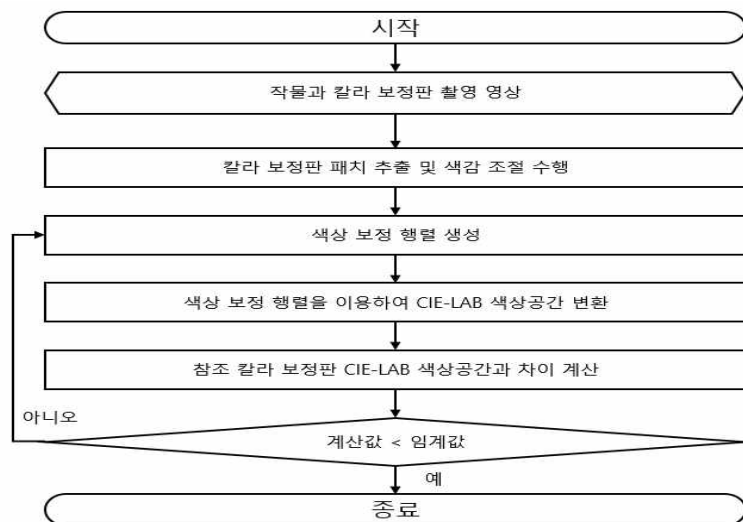 시작
작물과 칼라 보정판 촬영 영상
칼라 보정판 패치 추출 및 색감 조절 수행
색상 보정 행렬 생성
색상 보정 행렬을 이용하여 CIE-LAB 색상공간 변환
참조 칼라 보정판 CIE-LAB 색상공간과 차이 계산
아니오
계산값 < 임계값
예
종료